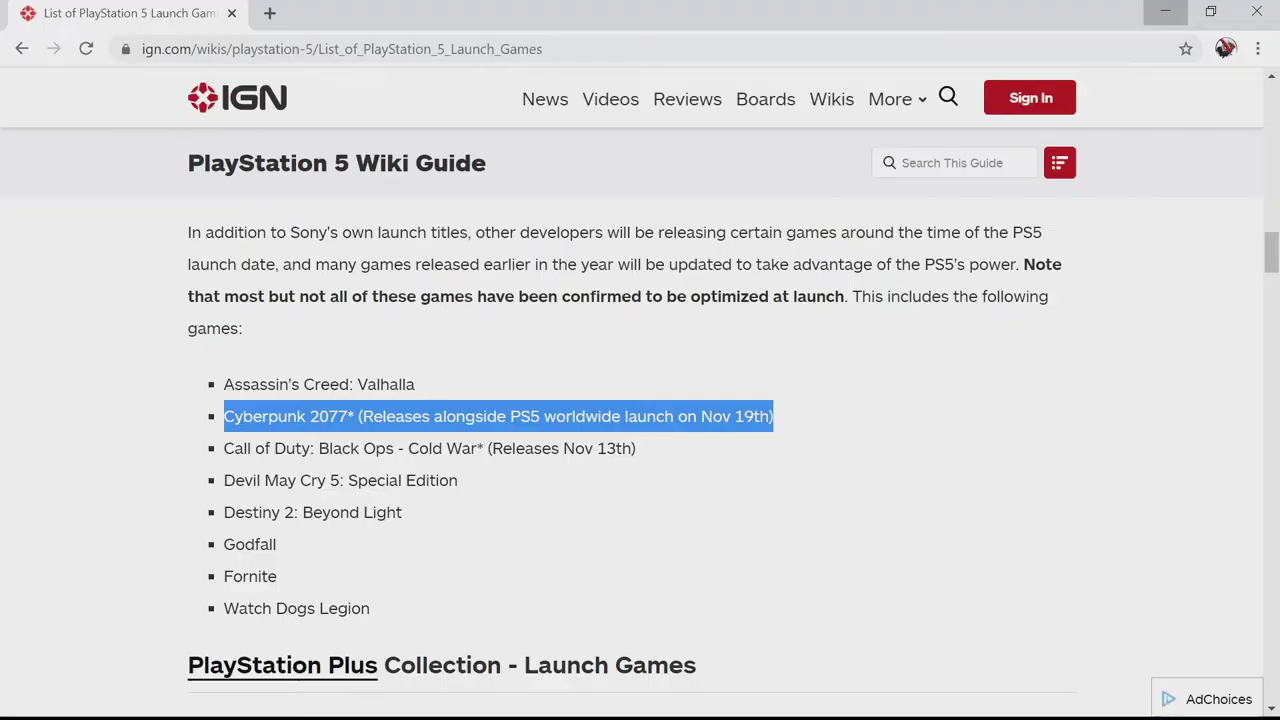 List of PlayStation 5 Launch Gam
ign.com/wikis/playstation-5/List_of_PlayStation_5_Launch_Games
IGN
News Videos Reviews Boards Wikis More Sign In
PlayStation 5 Wiki Guide
Search This Guide
In addition to Sony's own launch titles, other developers will be releasing certain games around the time of the PS5
launch date, and many games released earlier in the year will be updated to take advantage of the PS5's power. Note
that most but not all of these games have been confirmed to be optimized at launch. This includes the following
games:
Assassin's Creed: Valhalla
Cyberpunk 2077* (Releases alongside PS5 worldwide launch on Nov 19th)
Call of Duty: Black Ops - Cold War* (Releases Nov 13th)
Devil May Cry 5: Special Edition
Destiny 2: Beyond Light
Godfall
Fornite
Watch Dogs Legion
PlayStation Plus Collection - Launch Games
AdChoices